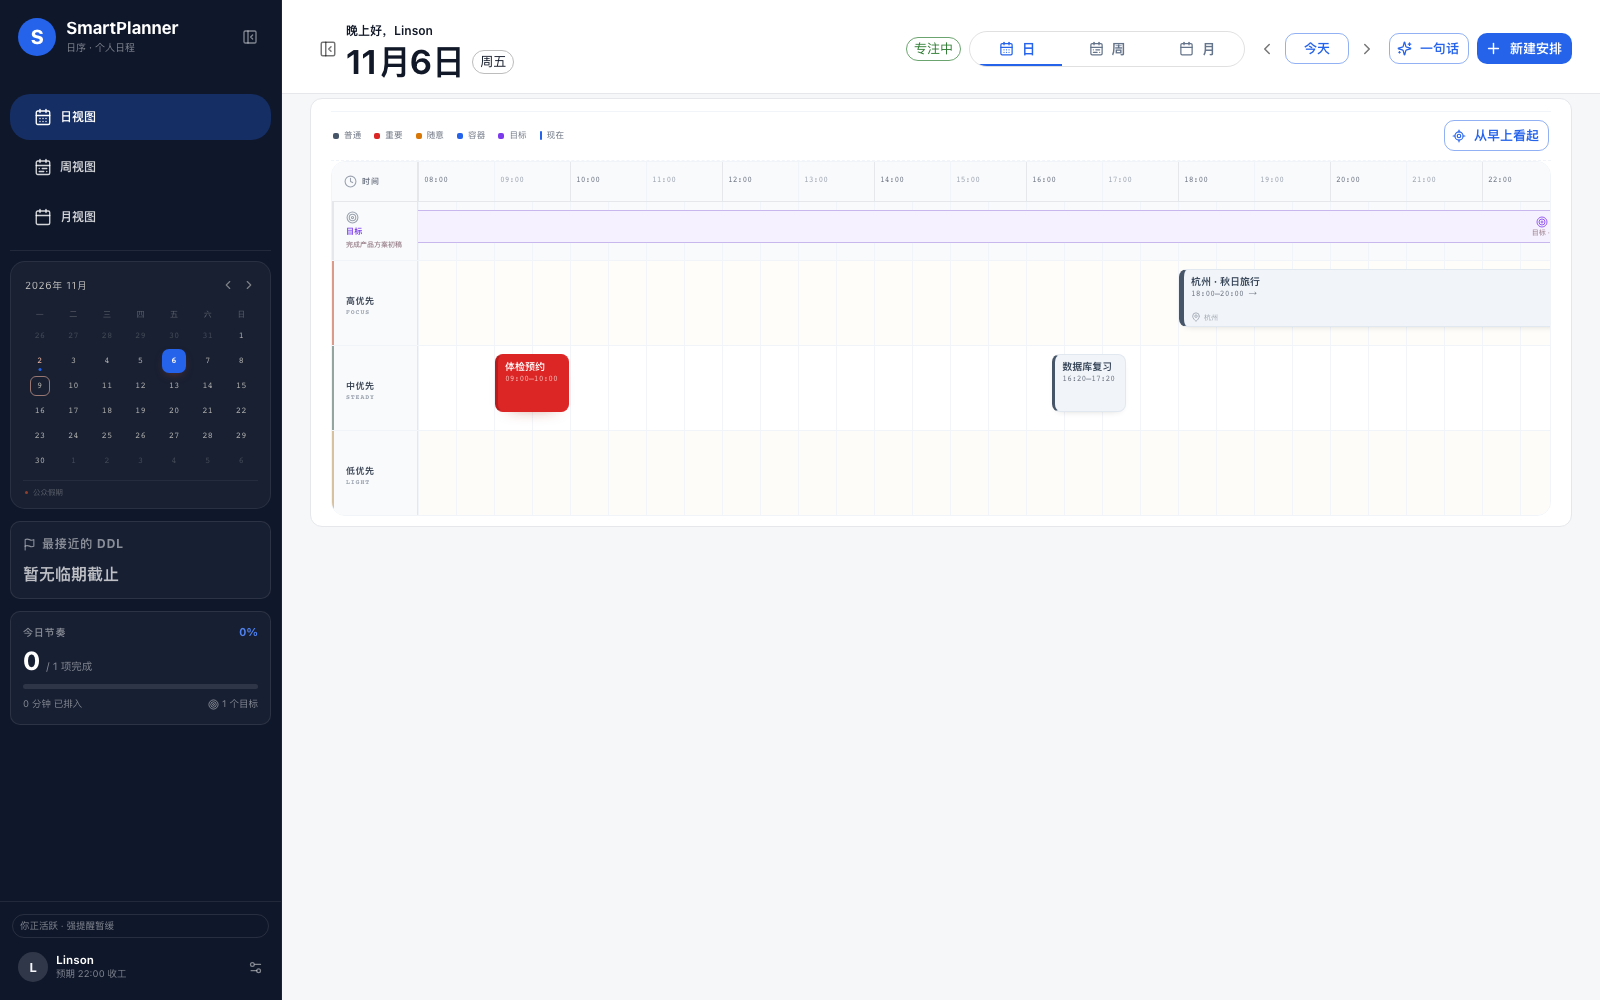 S
SmartPlanner
日序 · 个人日程
日视图
周视图
月视图
2026年 11月
一 二 三 四 五 六 日
26 27 28 29 30 31 1
2 3 4 5 6 7 8
9 10 11 12 13 14 15
16 17 18 19 20 21 22
23 24 25 26 27 28 29
30 1 2 3 4 5 6
公众假期
最接近的 DDL
暂无临期截止
今日节奏 0%
0 / 1 项完成
0 分钟 已排入 1 个目标
你正活跃 · 强提醒暂缓
L
Linson
预期 22:00 收工
晚上好，Linson
11月6日 周五
专注中
日 周 月
今天
一句话
新建安排
普通 重要 随意 容器 目标 现在
从早上看起
时间 08:00 09:00 10:00 11:00 12:00 13:00 14:00 15:00 16:00 17:00 18:00 19:00 20:00 21:00 22:00
目标
完成产品方案初稿
目标 ·
高优先
FOCUS
杭州 · 秋日旅行
18:00–20:00 →
杭州
中优先
STEADY
体检预约
09:00–10:00
数据库复习
16:20–17:20
低优先
LIGHT